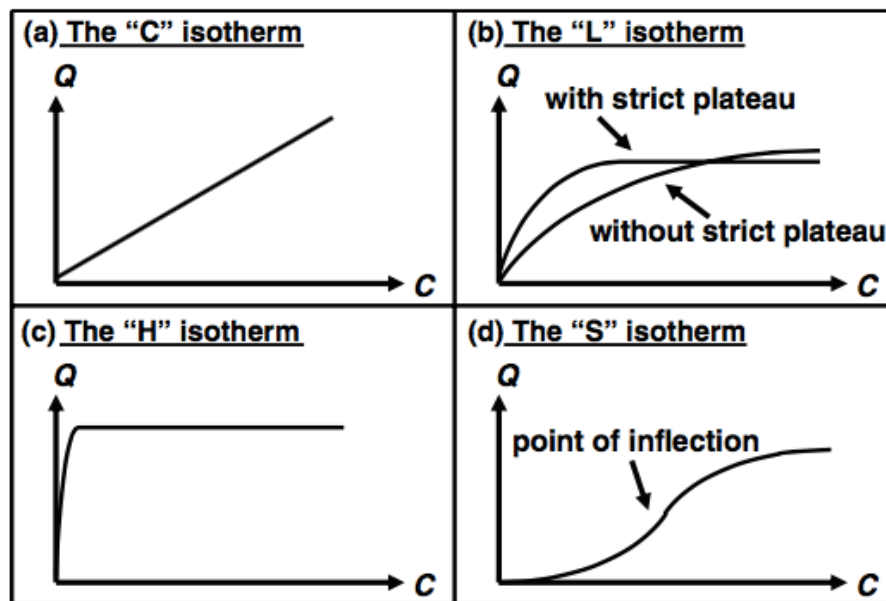 (a) The “C” isotherm
Q
C
(b) The “L” isotherm
Q
with strict plateau
without strict plateau
C
(c) The “H” isotherm
Q
C
(d) The “S” isotherm
Q
point of inflection
C